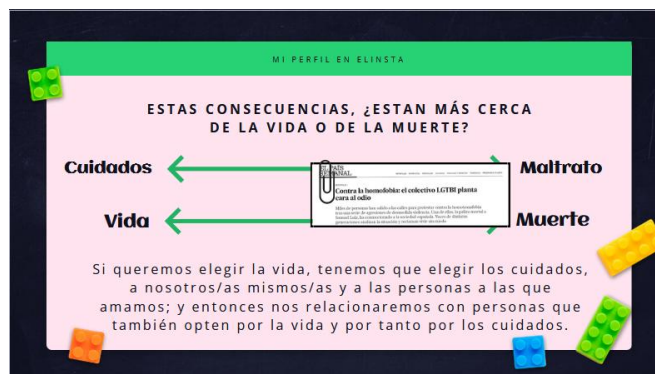 MI PERFIL EN ELINSTA
ESTAS CONSECUENCIAS, ¿ESTAN MÁS CERCA
DE LA VIDA O DE LA MUERTE?
Cuidados
Maltrato
EL PAÍS
SEMANAL
Contra la homofobia: el colectivo LGTBI planta
cara al odio
Vida
Muerte
Si queremos elegir la vida, tenemos que elegir los cuidados,
a nosotros/as mismos/as y a las personas a las que
amamos; y entonces nos relacionaremos con personas que
también opten por la vida y por tanto por los cuidados.